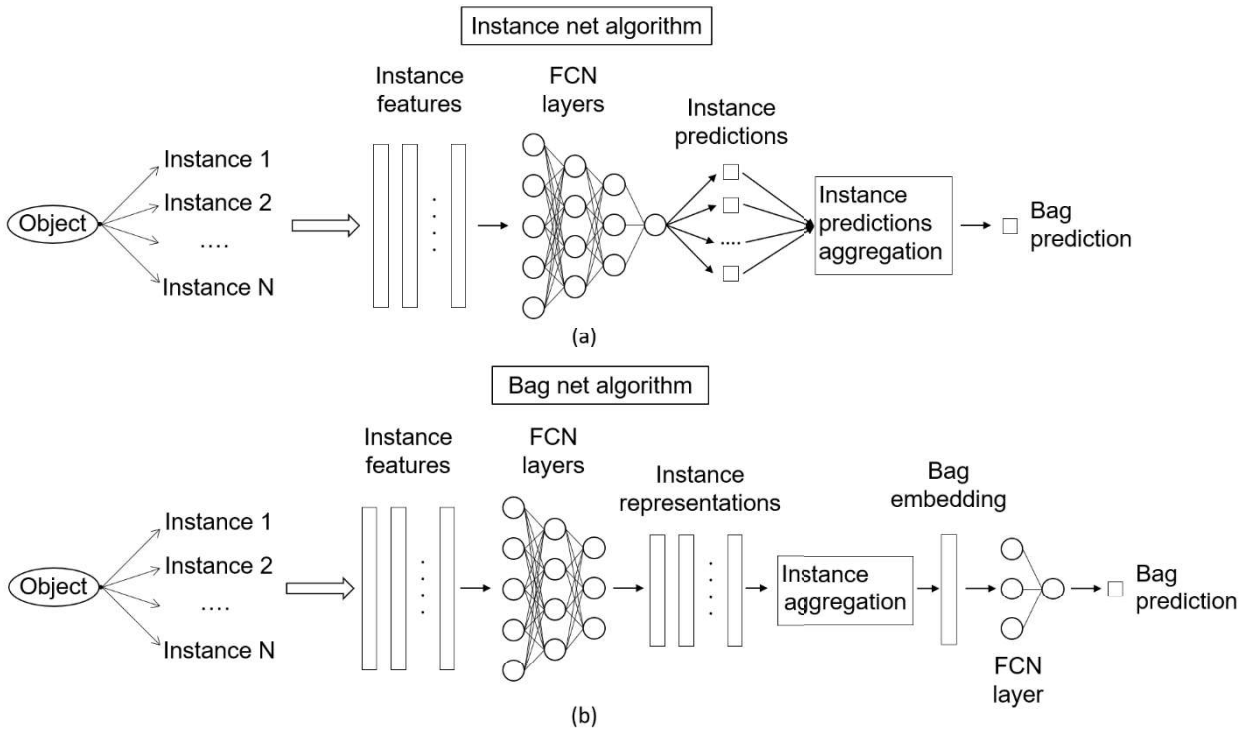 Instance net algorithm
Instance
features
FCN
layers
Instance
predictions
Object
Instance 1
Instance 2
....
Instance N
....
Instance
predictions
aggregation
Bag
prediction
(a)
Bag net algorithm
Instance
features
FCN
layers
Instance
representations
Bag
embedding
Object
Instance 1
Instance 2
....
Instance N
Instance
aggregation
Bag
prediction
FCN
layer
(b)